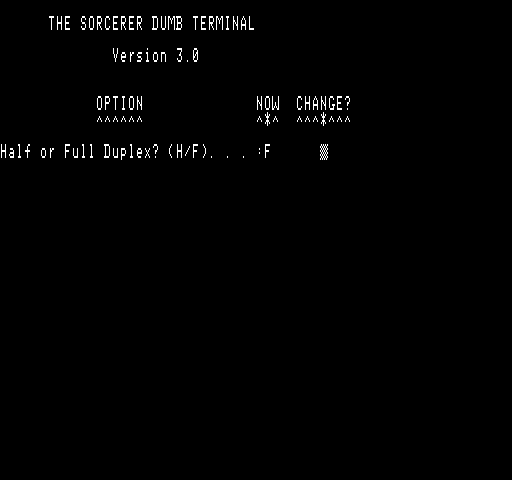 THE SORCERER DUMB TERMINAL
Version 3.0
OPTION NOW CHANGE?
^^^^^^ ^*^ ^^^*^^^
Half or Full Duplex? (H/F). . . :F